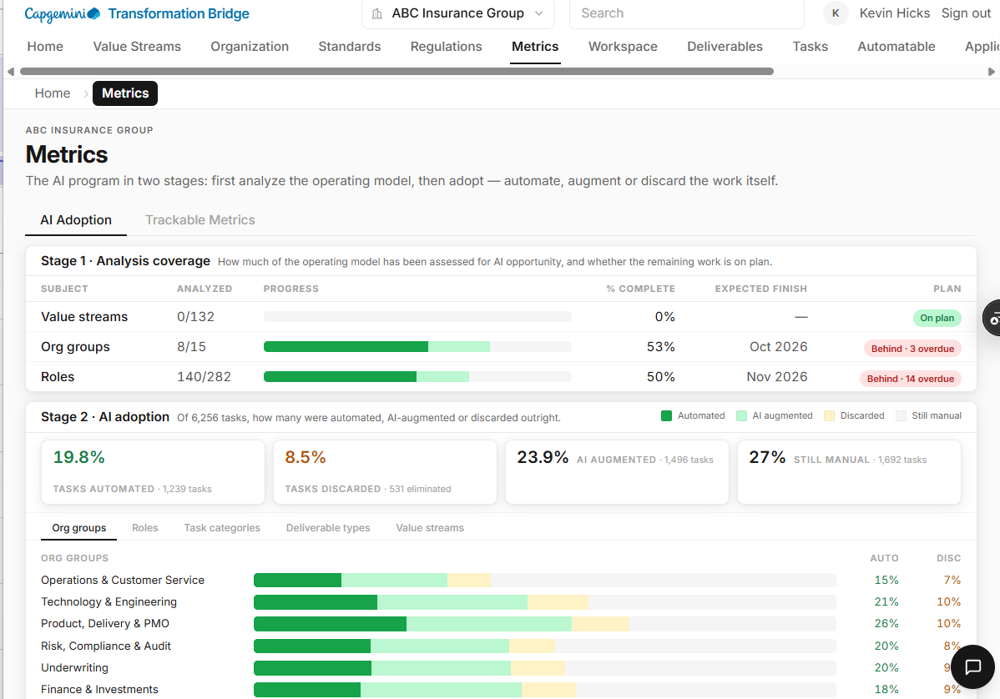 Capgemini Transformation Bridge
ABC Insurance Group
Search
K
Kevin Hicks
Sign out
Home
Value Streams
Organization
Standards
Regulations
Metrics
Workspace
Deliverables
Tasks
Automatable
Home
Metrics
ABC INSURANCE GROUP
Metrics
The AI program in two stages: first analyze the operating model, then adopt — automate, augment or discard the work itself.
AI Adoption
Trackable Metrics
Stage 1 · Analysis coverage How much of the operating model has been assessed for AI opportunity, and whether the remaining work is on plan.
SUBJECT ANALYZED PROGRESS % COMPLETE EXPECTED FINISH PLAN
Value streams 0/132 0% — On plan
Org groups 8/15 53% Oct 2026 Behind · 3 overdue
Roles 140/282 50% Nov 2026 Behind · 14 overdue
Stage 2 · AI adoption Of 6,256 tasks, how many were automated, AI-augmented or discarded outright.
Automated AI augmented Discarded Still manual
19.8%
TASKS AUTOMATED · 1,239 tasks
8.5%
TASKS DISCARDED · 531 eliminated
23.9% AI AUGMENTED · 1,496 tasks
27% STILL MANUAL · 1,692 tasks
Org groups
Roles
Task categories
Deliverable types
Value streams
ORG GROUPS AUTO DISC
Operations & Customer Service 15% 7%
Technology & Engineering 21% 10%
Product, Delivery & PMO 26% 10%
Risk, Compliance & Audit 20% 8%
Underwriting 20% 9
Finance & Investments 18% 9%